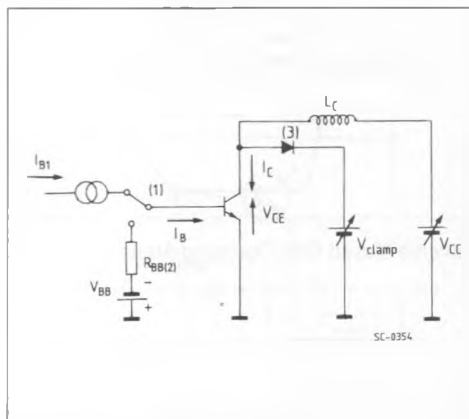 L_C
(3)
I_B1
(1)
I_C
V_CE
I_B
V_clamp
V_CC
R_BB(2)
V_BB
-
+
SC-0354